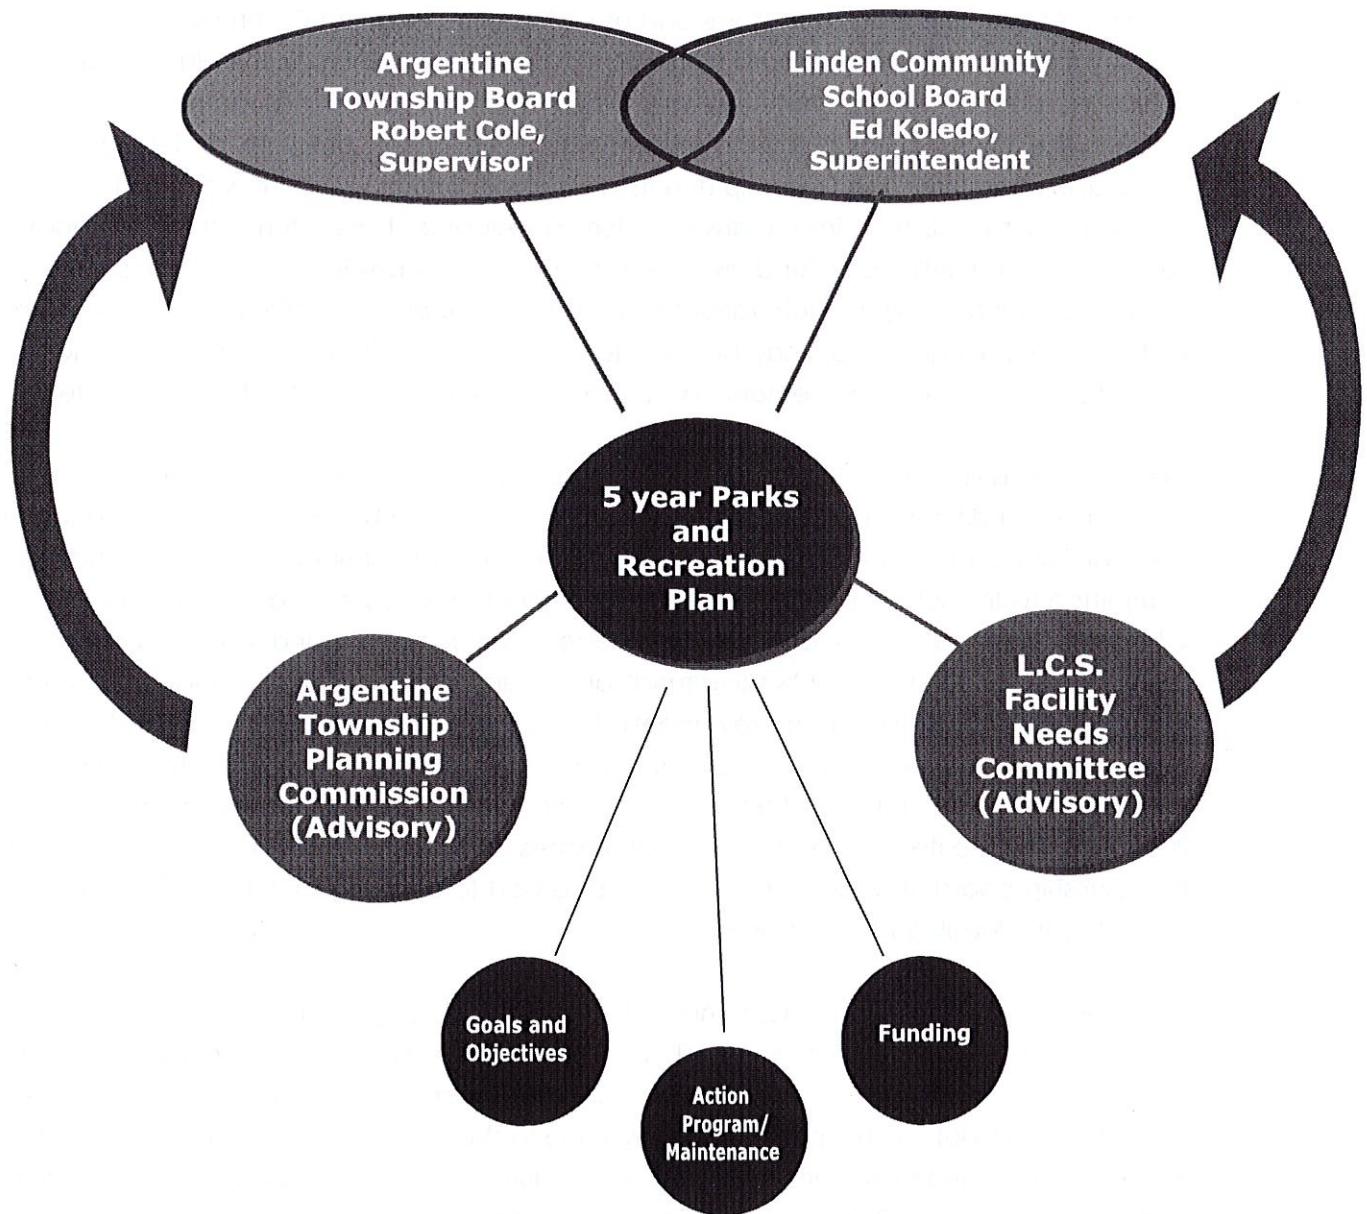 Argentine
Township Board
Robert Cole,
Supervisor
Linden Community
School Board
Ed Koledo,
Superintendent
5 year Parks
and
Recreation
Plan
Argentine
Township
Planning
Commission
(Advisory)
L.C.S.
Facility
Needs
Committee
(Advisory)
Goals and
Objectives
Action
Program/
Maintenance
Funding